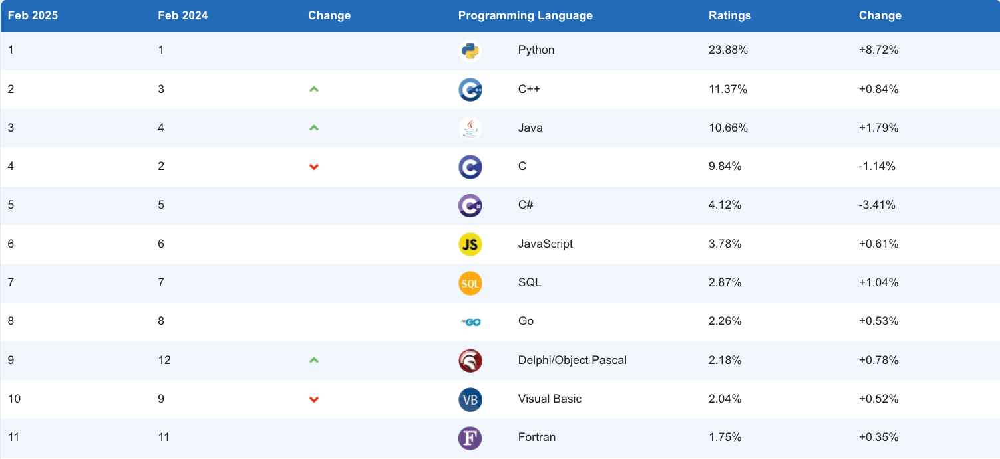 Feb 2025 Feb 2024 Change Programming Language Ratings Change
1 1 Python 23.88% +8.72%
2 3 C++ 11.37% +0.84%
3 4 Java 10.66% +1.79%
4 2 C 9.84% -1.14%
5 5 C# 4.12% -3.41%
6 6 JS JavaScript 3.78% +0.61%
7 7 SQL SQL 2.87% +1.04%
8 8 GO Go 2.26% +0.53%
9 12 Delphi/Object Pascal 2.18% +0.78%
10 9 VB Visual Basic 2.04% +0.52%
11 11 F Fortran 1.75% +0.35%